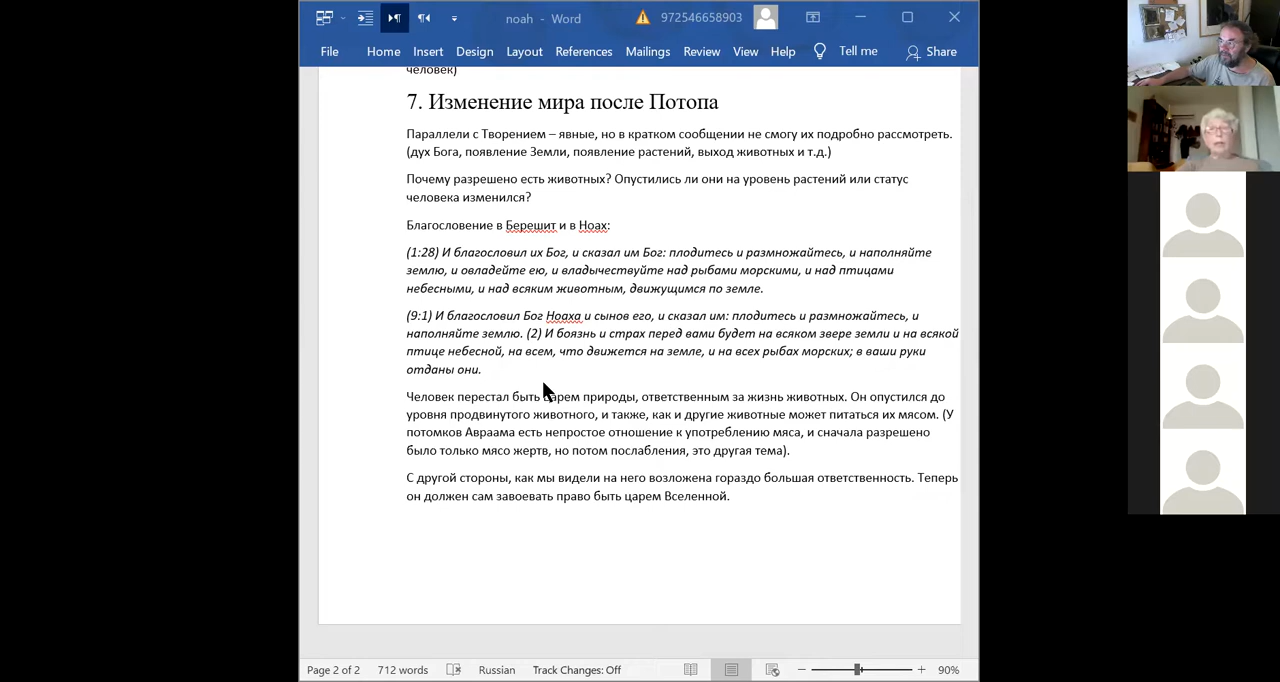 noah - Word
972546658903
File Home Insert Design Layout References Mailings Review View Help Tell me Share
человек)
7. Изменение мира после Потопа
Параллели с Творением – явные, но в кратком сообщении не смогу их подробно рассмотреть.
(дух Бога, появление Земли, появление растений, выход животных и т.д.)
Почему разрешено есть животных? Опустились ли они на уровень растений или статус
человека изменился?
Благословение в Берешит и в Ноах:
(1:28) И благословил их Бог, и сказал им Бог: плодитесь и размножайтесь, и наполняйте
землю, и овладейте ею, и владычествуйте над рыбами морскими, и над птицами
небесными, и над всяким животным, движущимся по земле.
(9:1) И благословил Бог Ноаха и сынов его, и сказал им: плодитесь и размножайтесь, и
наполняйте землю. (2) И боязнь и страх перед вами будет на всяком звере земли и на всякой
птице небесной, на всем, что движется на земле, и на всех рыбах морских; в ваши руки
отданы они.
Человек перестал быть царем природы, ответственным за жизнь животных. Он опустился до
уровня продвинутого животного, и также, как и другие животные может питаться их мясом. (У
потомков Авраама есть непростое отношение к употреблению мяса, и сначала разрешено
было только мясо жертв, но потом послабления, это другая тема).
С другой стороны, как мы видели на него возложена гораздо большая ответственность. Теперь
он должен сам завоевать право быть царем Вселенной.
Page 2 of 2 712 words Russian Track Changes: Off 90%